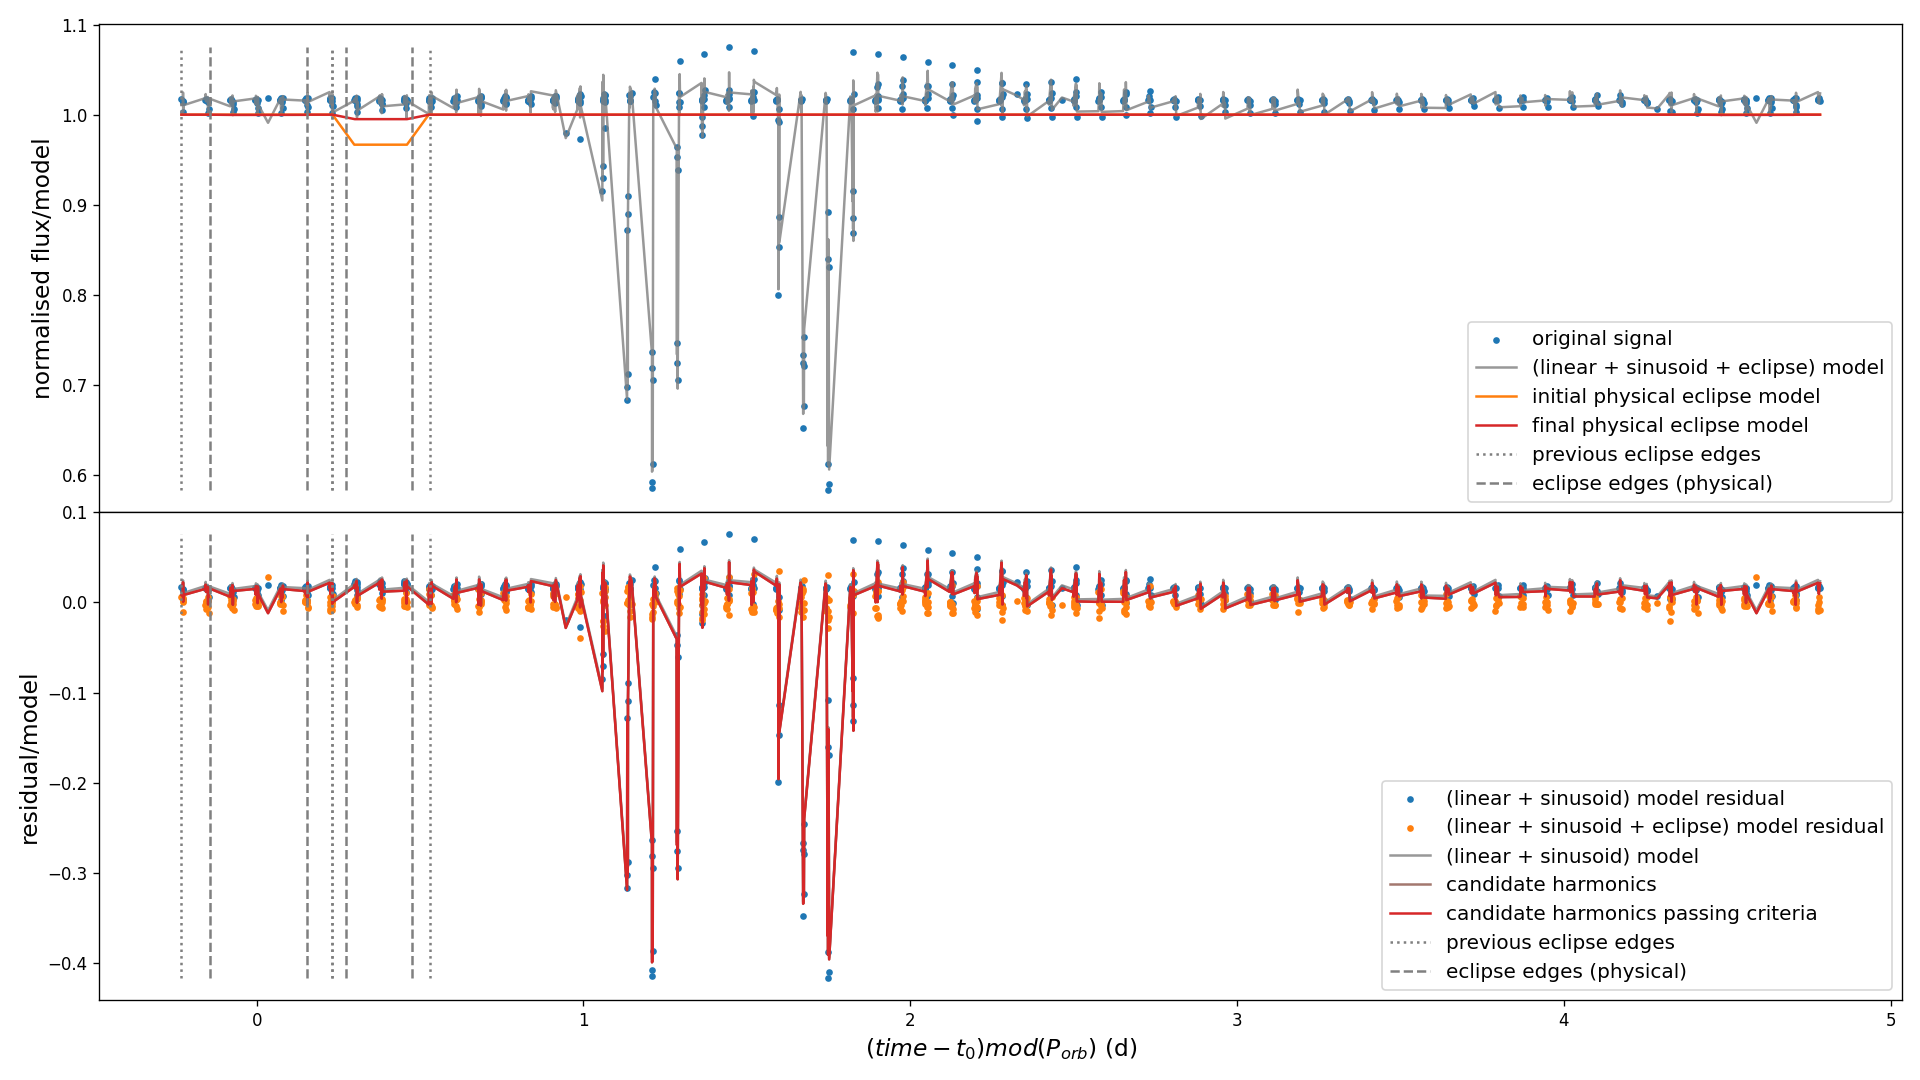 1.1
1.0
0.9
0.8
0.7
0.6
normalised flux/model
original signal
(linear + sinusoid + eclipse) model
initial physical eclipse model
final physical eclipse model
previous eclipse edges
eclipse edges (physical)
0.1
0.0
−0.1
−0.2
−0.3
−0.4
residual/model
(linear + sinusoid) model residual
(linear + sinusoid + eclipse) model residual
(linear + sinusoid) model
candidate harmonics
candidate harmonics passing criteria
previous eclipse edges
eclipse edges (physical)
0 1 2 3 4 5
(time − t₀)mod(Pₒᵣb) (d)